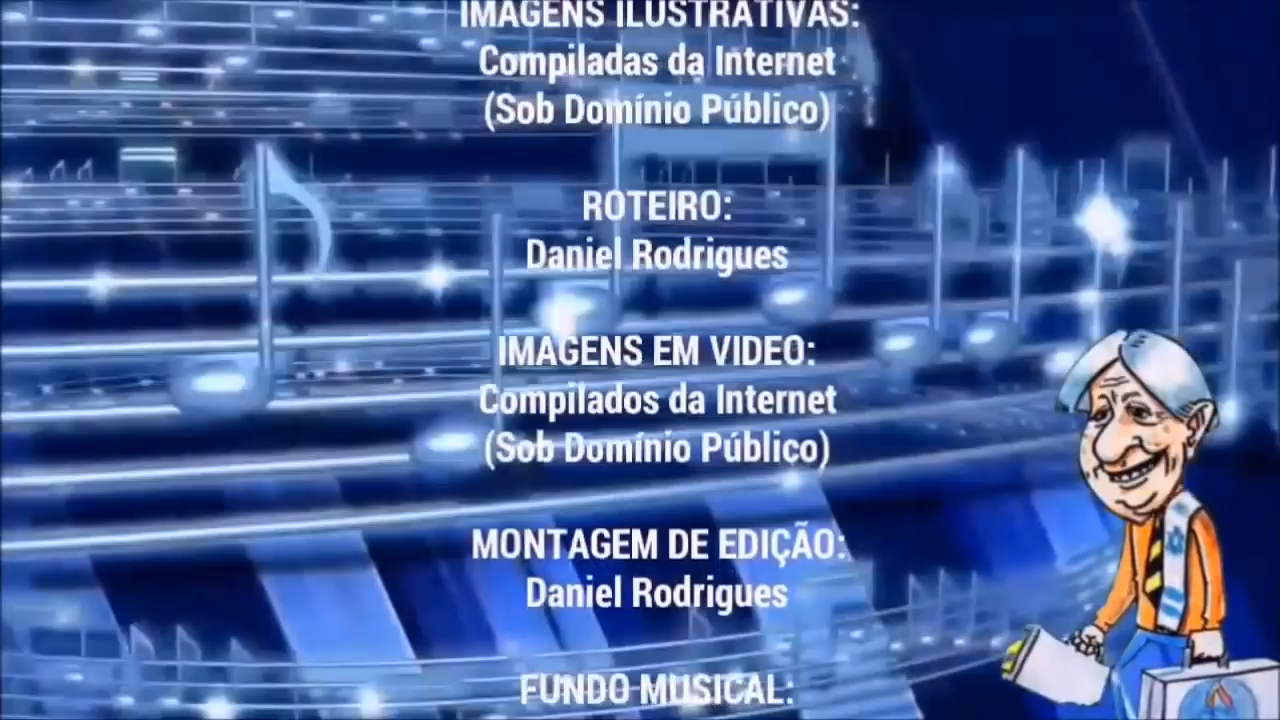 IMAGENS ILUSTRATIVAS:
Compiladas da Internet
(Sob Domínio Público)
ROTEIRO:
Daniel Rodrigues
IMAGENS EM VIDEO:
Compilados da Internet
(Sob Domínio Público)
MONTAGEM DE EDIÇÃO:
Daniel Rodrigues
FUNDO MUSICAL: